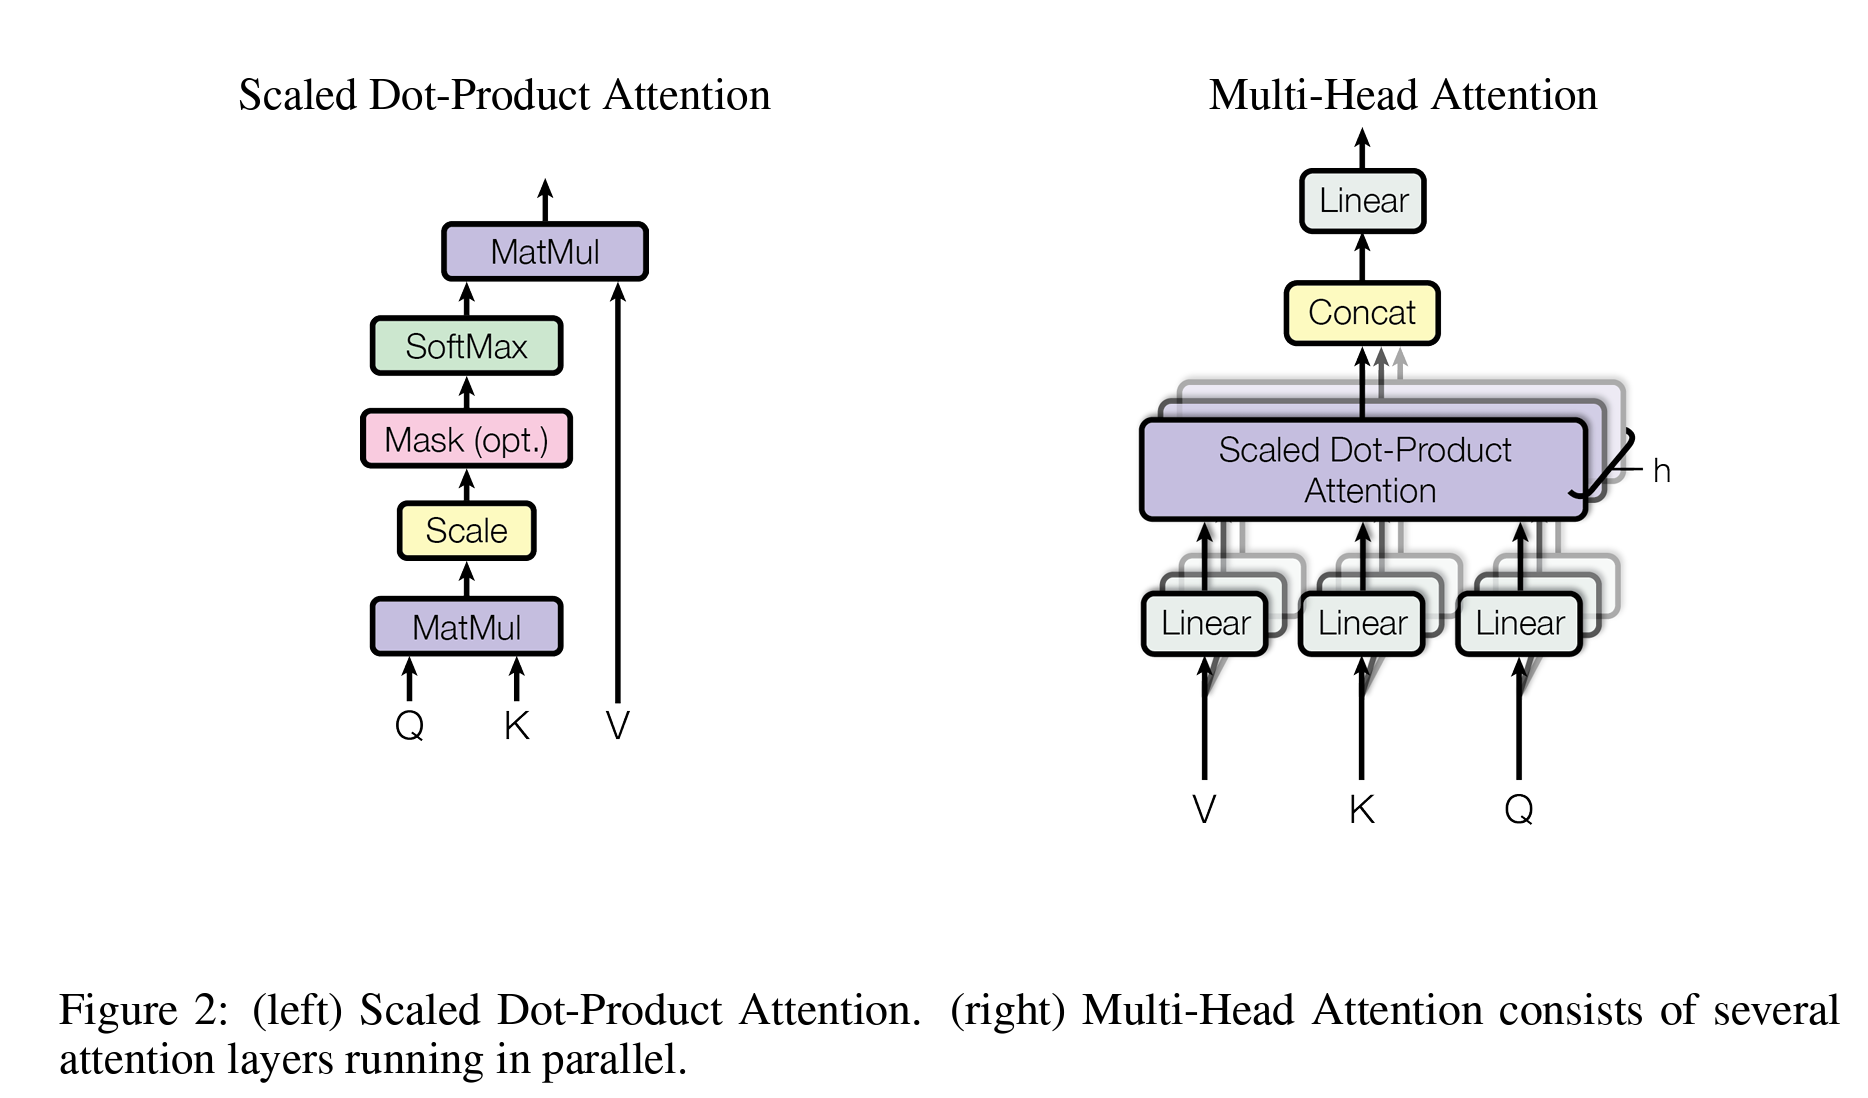 Scaled Dot-Product Attention
MatMul
SoftMax
Mask (opt.)
Scale
MatMul
Q K V
Multi-Head Attention
Linear
Concat
Scaled Dot-Product
Attention
h
Linear Linear Linear
V K Q
Figure 2: (left) Scaled Dot-Product Attention. (right) Multi-Head Attention consists of several
attention layers running in parallel.